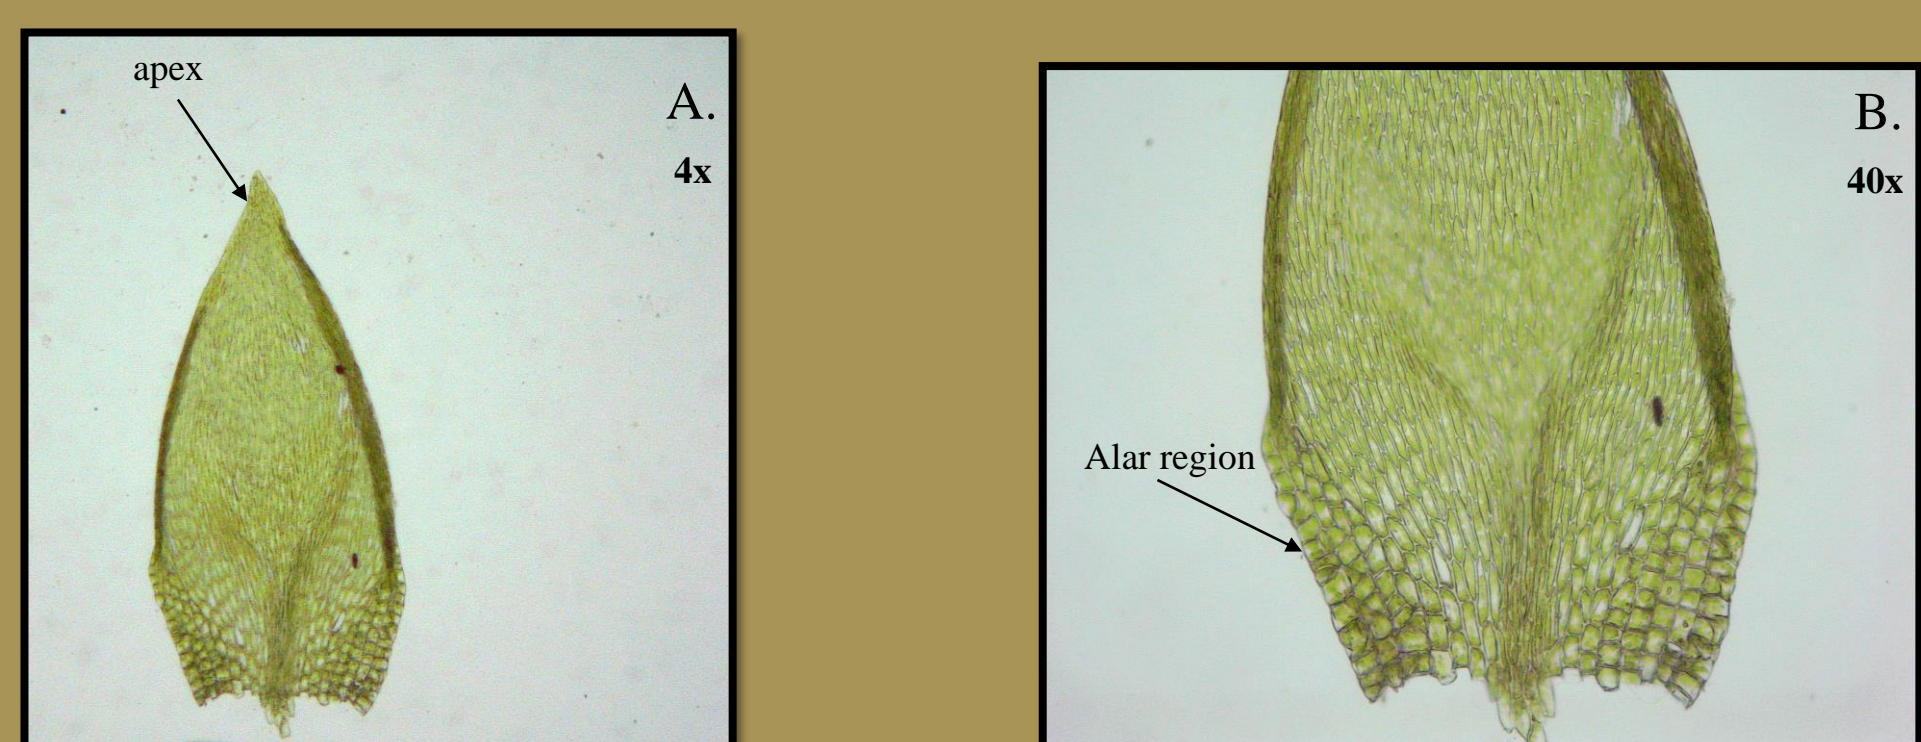 apex
A.
4x
B.
40x
Alar region